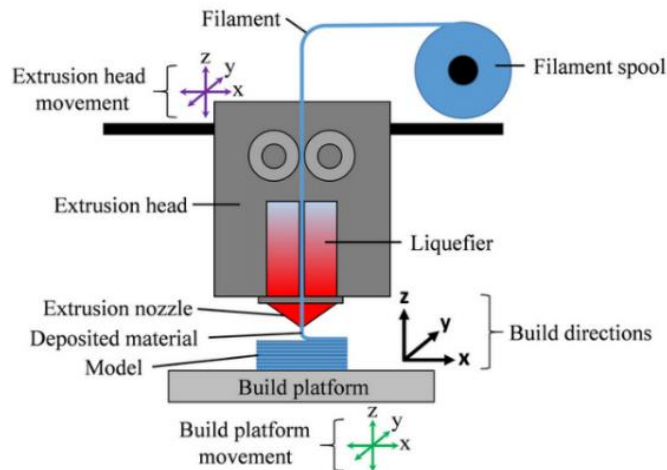 Filament
Extrusion head
movement
z
y
x
Filament spool
Extrusion head
Liquefier
Extrusion nozzle
Deposited material
Model
z
y
x
Build directions
Build platform
Build platform
movement
z
y
x